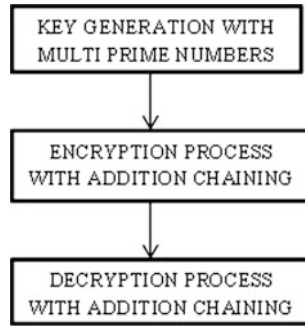 KEY GENERATION WITH
MULTI PRIME NUMBERS
ENCRYPTION PROCESS
WITH ADDITION CHAINING
DECRYPTION PROCESS
WITH ADDITION CHAINING